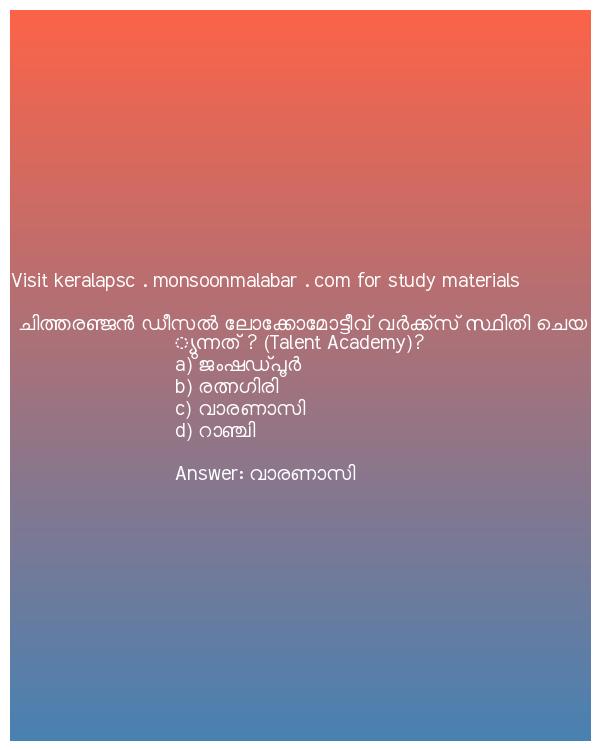 Visit keralapsc . monsoonmalabar . com for study materials
ചിത്തരഞ്ജൻ ഡീസൽ ലോക്കോമോട്ടീവ് വർക്ക്സ് സ്ഥിതി ചെയ
്യുന്നത് ? (Talent Academy)?
a) ജംഷഡ്പൂർ
b) രത്നഗിരി
c) വാരണാസി
d) റാഞ്ചി
Answer: വാരണാസി